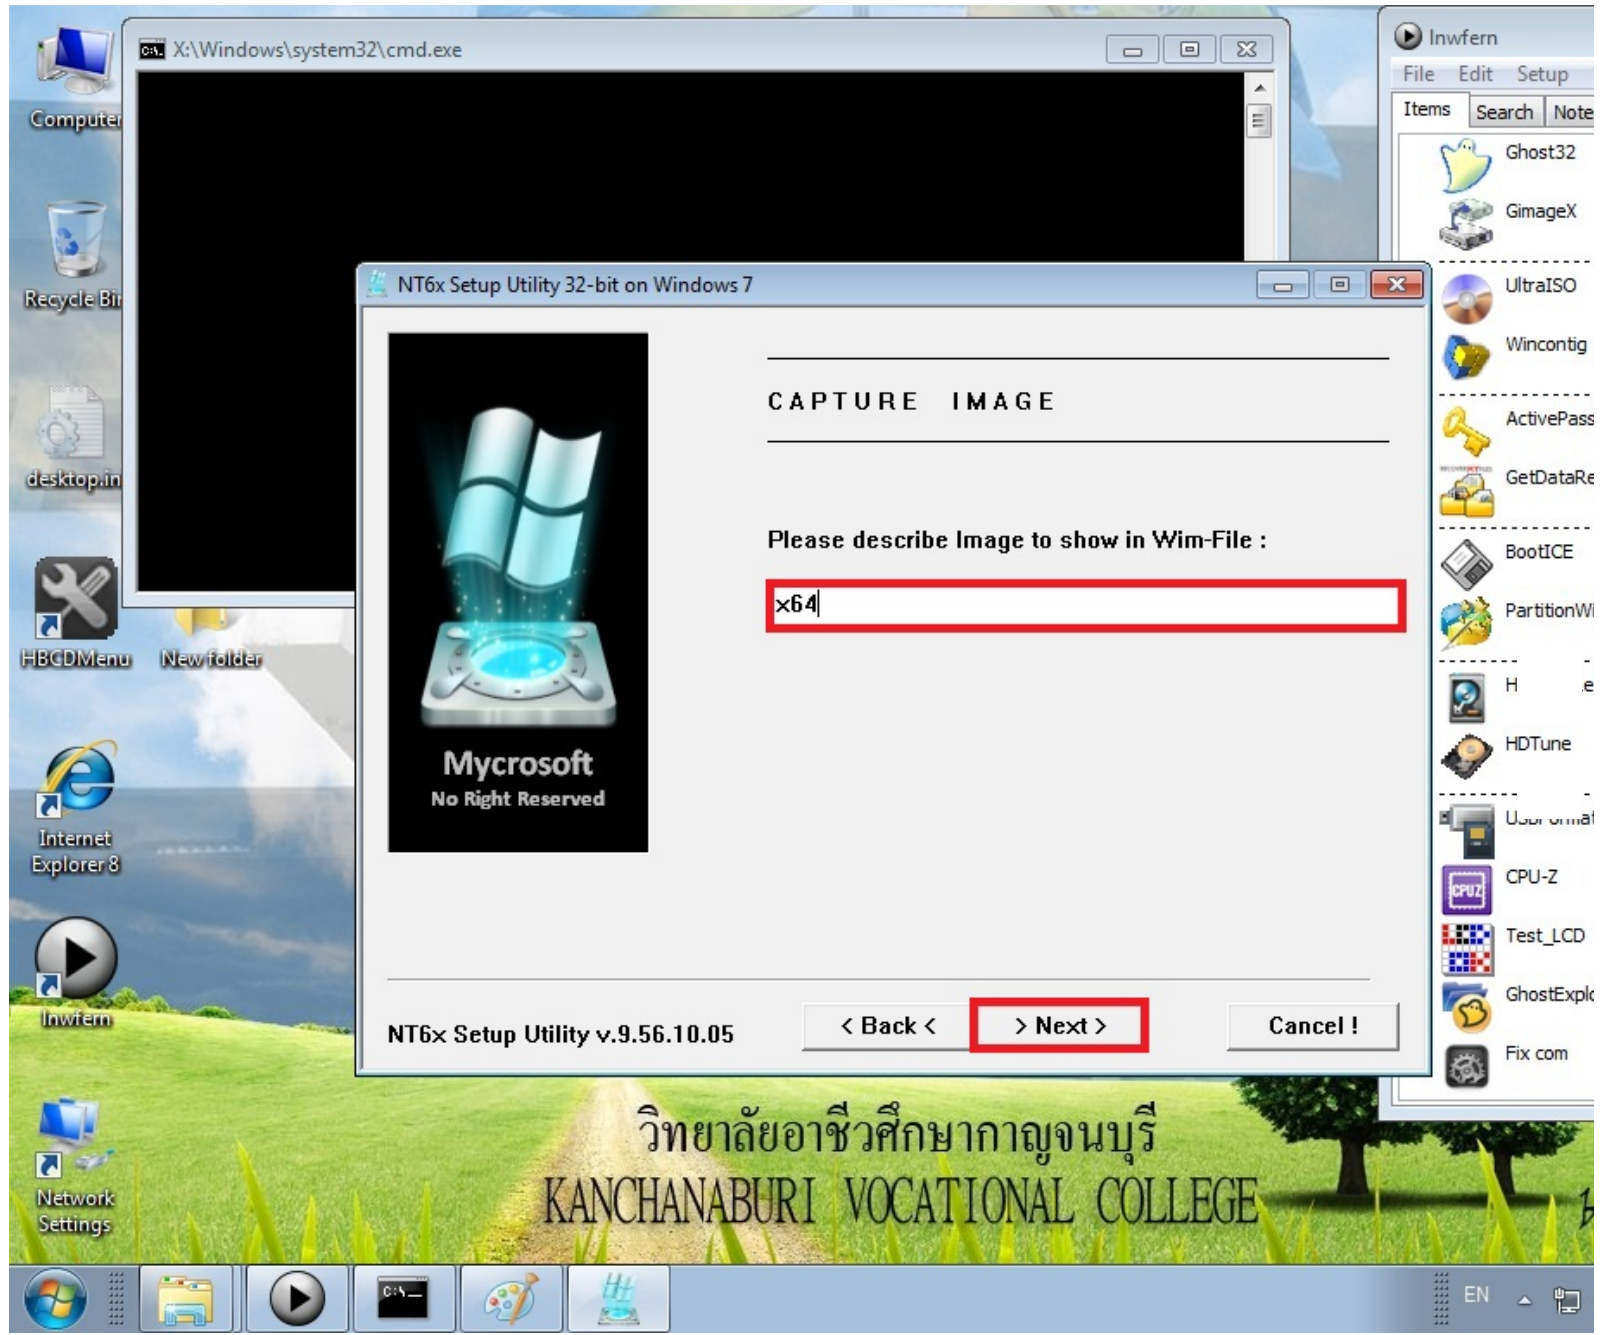 X:\Windows\system32\cmd.exe
Inwfern
File Edit Setup
Items Search Note
Computer
Ghost32
GimageX
Recycle Bin
NT6x Setup Utility 32-bit on Windows 7
UltraISO
Wincontig
CAPTURE IMAGE
ActivePass
desktop.in
GetDataRe
Please describe Image to show in Wim-File :
BootICE
x64
PartitionWi
HBCDMenu
New folder
HDTune
Mycrosoft
No Right Reserved
Internet
Explorer 8
CPU-Z
CPUZ
Test_LCD
GhostExplo
Inwfern
NT6x Setup Utility v.9.56.10.05
< Back <
> Next >
Cancel !
Fix com
วิทยาลัยอาชีวศึกษากาญจนบุรี
KANCHANABURI VOCATIONAL COLLEGE
Network
Settings
EN